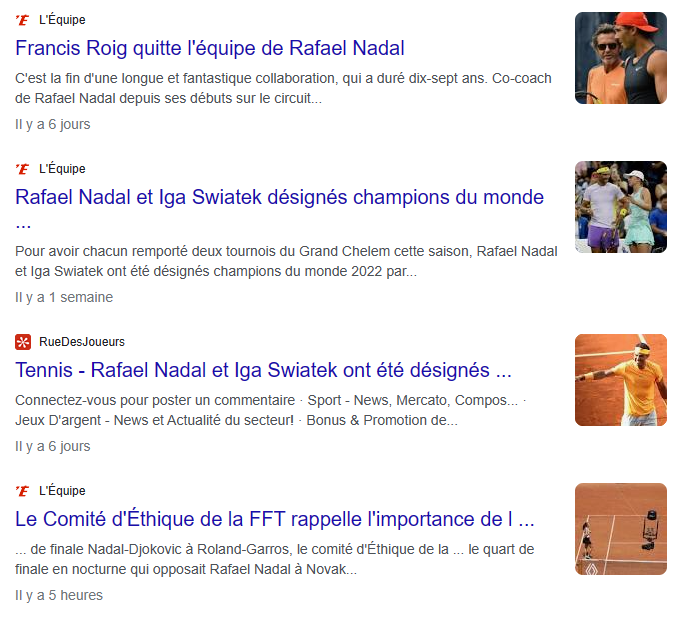 L'Équipe
Francis Roig quitte l'équipe de Rafael Nadal
C'est la fin d'une longue et fantastique collaboration, qui a duré dix-sept ans. Co-coach
de Rafael Nadal depuis ses débuts sur le circuit...
Il y a 6 jours
L'Équipe
Rafael Nadal et Iga Swiatek désignés champions du monde
...
Pour avoir chacun remporté deux tournois du Grand Chelem cette saison, Rafael Nadal
et Iga Swiatek ont été désignés champions du monde 2022 par...
Il y a 1 semaine
RueDesJoueurs
Tennis - Rafael Nadal et Iga Swiatek ont été désignés ...
Connectez-vous pour poster un commentaire · Sport - News, Mercato, Compos... ·
Jeux D'argent - News et Actualité du secteur! · Bonus & Promotion de...
Il y a 6 jours
L'Équipe
Le Comité d'Éthique de la FFT rappelle l'importance de l ...
... de finale Nadal-Djokovic à Roland-Garros, le comité d'Éthique de la ... le quart de
finale en nocturne qui opposait Rafael Nadal à Novak...
Il y a 5 heures